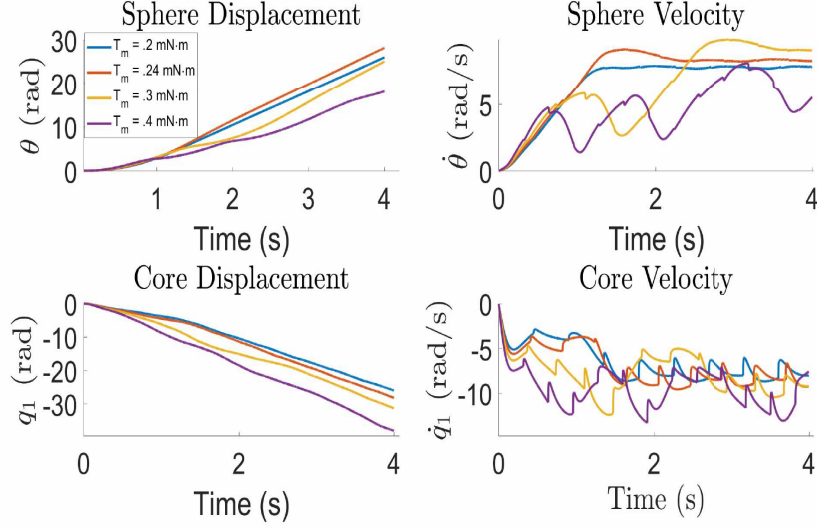 Sphere Displacement
θ (rad)
30
20
10
0
T_m = .2 mN·m
T_m = .24 mN·m
T_m = .3 mN·m
T_m = .4 mN·m
1 2 3 4
Time (s)
Sphere Velocity
θ̇ (rad/s)
5
0
0 2 4
Time (s)
Core Displacement
q₁ (rad)
0
-10
-20
-30
0 2 4
Time (s)
Core Velocity
q̇₁ (rad/s)
0
-5
-10
0 2 4
Time (s)